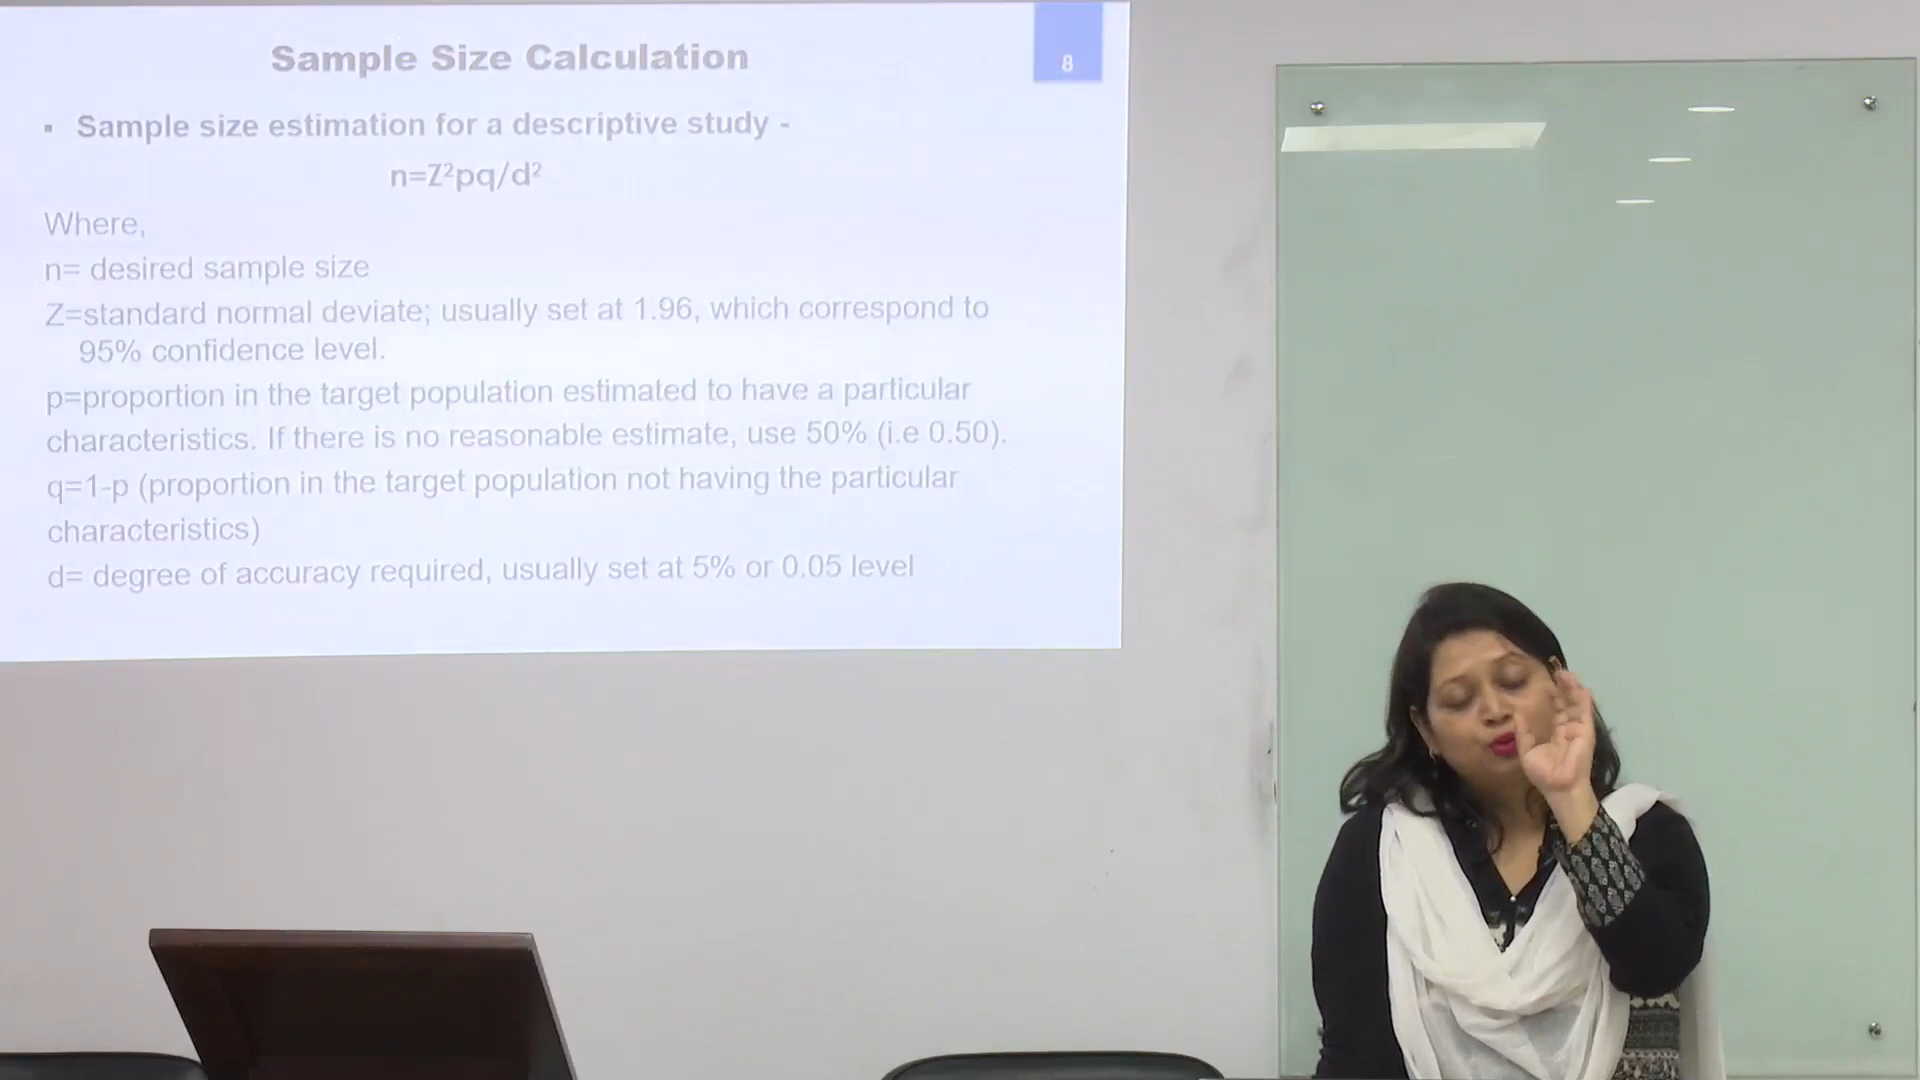 Sample Size Calculation
8
▪ Sample size estimation for a descriptive study -
n=Z²pq/d²
Where,
n= desired sample size
Z=standard normal deviate; usually set at 1.96, which correspond to
95% confidence level.
p=proportion in the target population estimated to have a particular
characteristics. If there is no reasonable estimate, use 50% (i.e 0.50).
q=1-p (proportion in the target population not having the particular
characteristics)
d= degree of accuracy required, usually set at 5% or 0.05 level